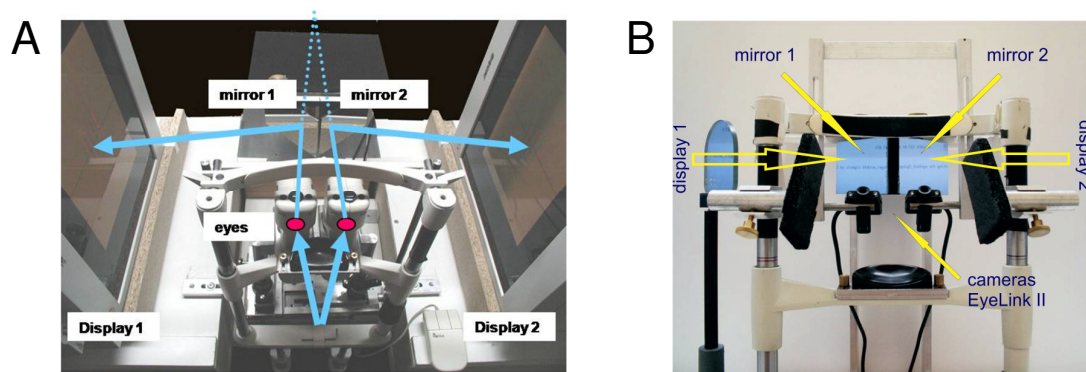 A
mirror 1
mirror 2
eyes
Display 1
Display 2
B
mirror 1
mirror 2
display 1
display 2
cameras
EyeLink II